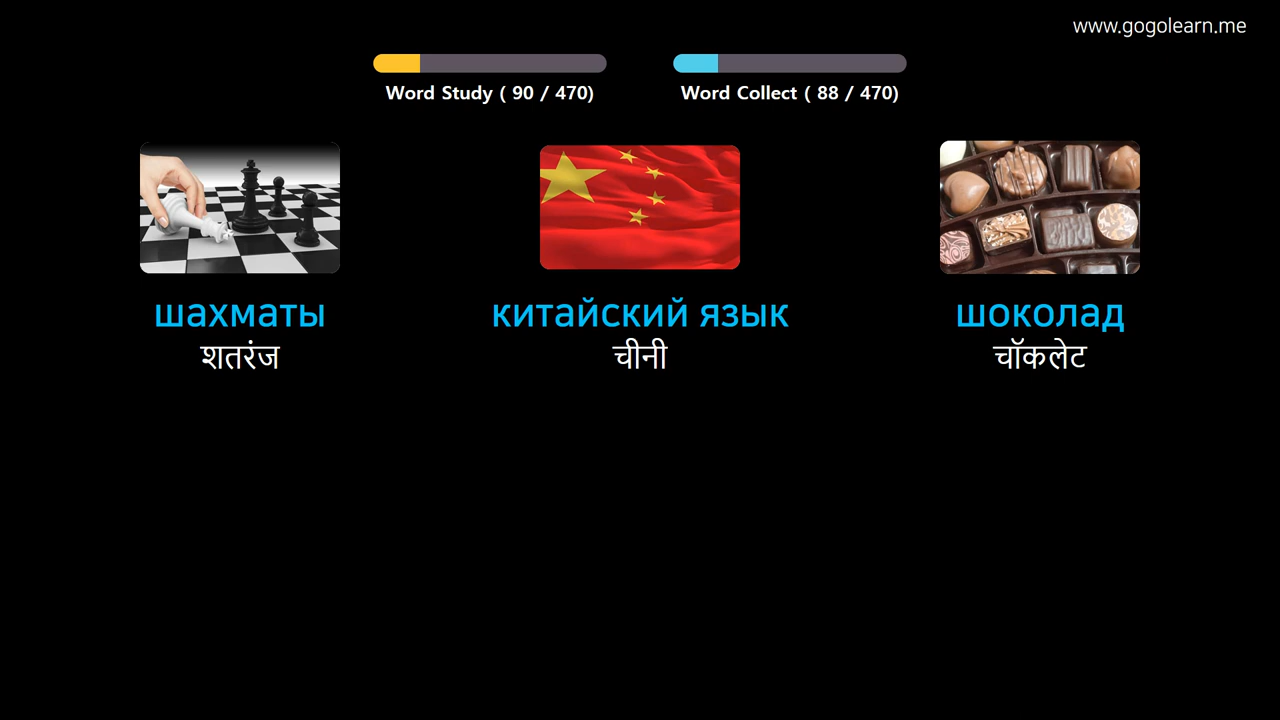 www.gogolearn.me
Word Study ( 90 / 470)
Word Collect ( 88 / 470)
шахматы
китайский язык
шоколад
शतरंज
चीनी
चॉकलेट